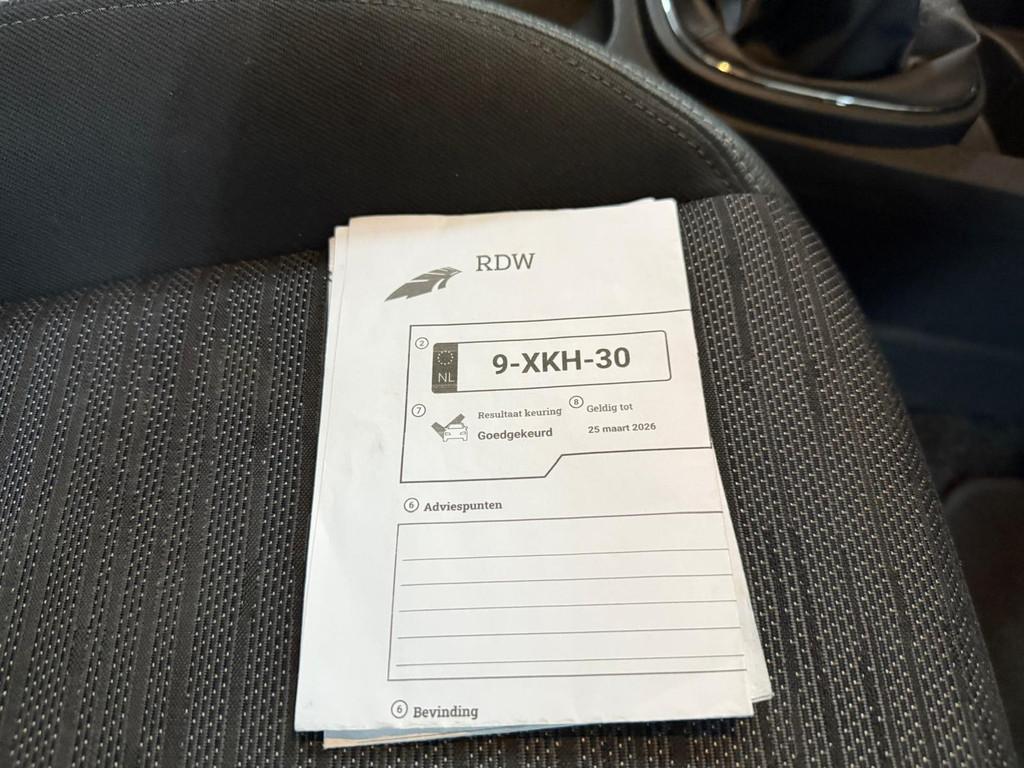 RDW
2
NL
9-XKH-30
7
Resultaat keuring
8
Geldig tot
Goedgekeurd
25 maart 2026
6 Adviespunten
6 Bevinding